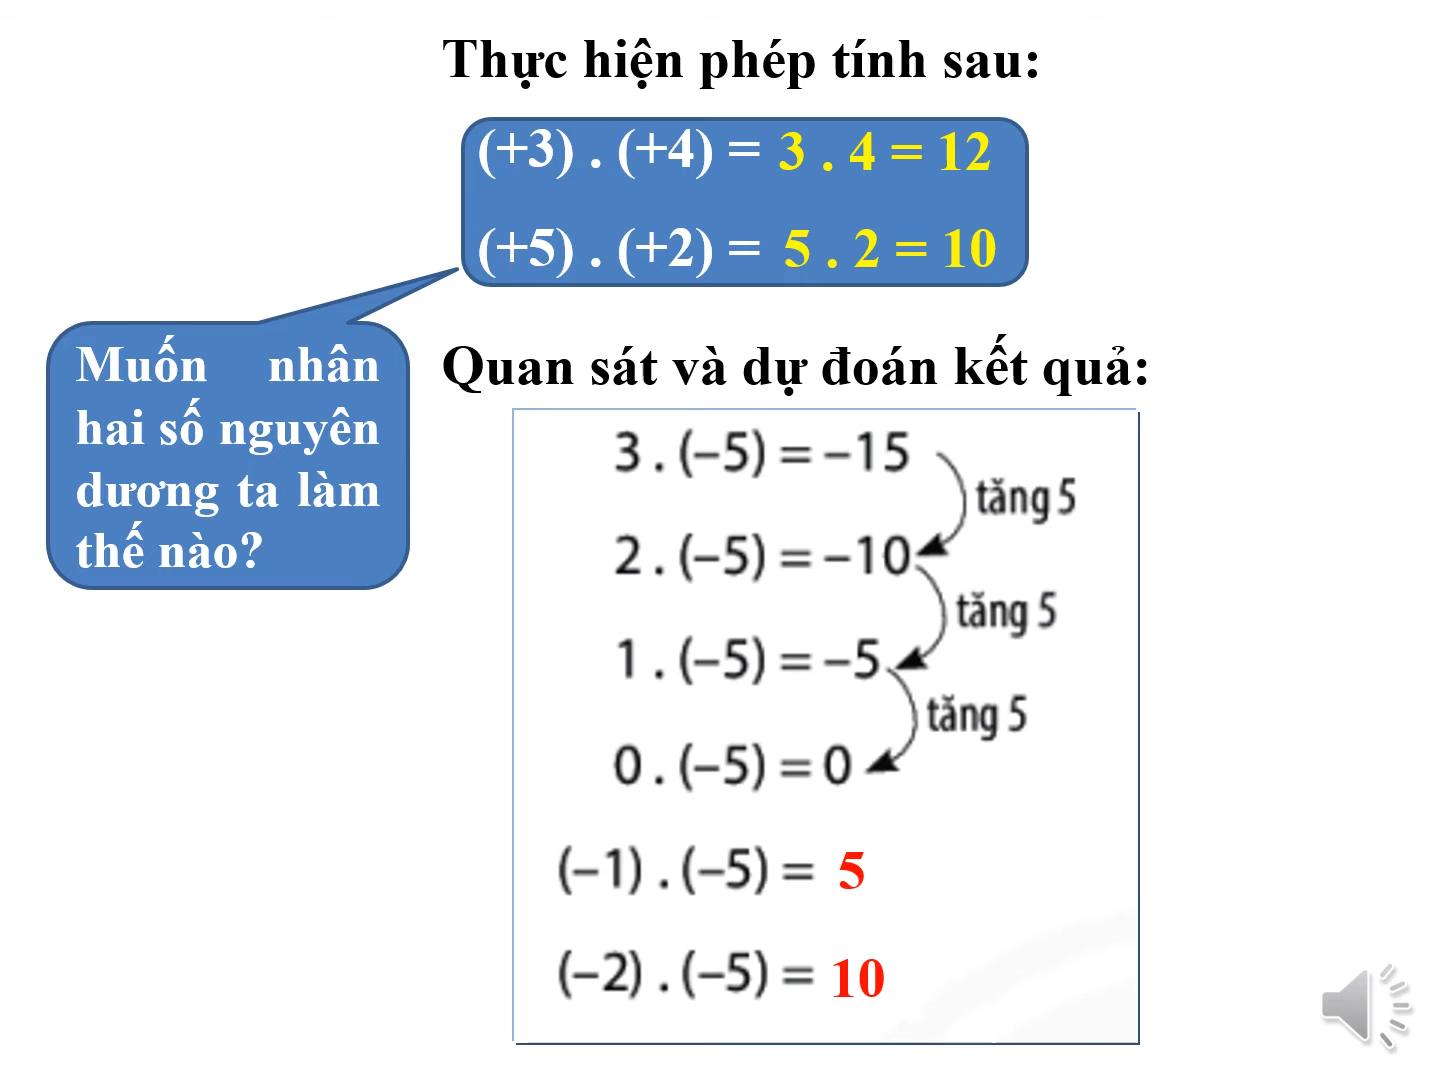 Thực hiện phép tính sau:
(+3) . (+4) = 3 . 4 = 12
(+5) . (+2) = 5 . 2 = 10
Muốn nhân
hai số nguyên
dương ta làm
thế nào?
Quan sát và dự đoán kết quả:
3 . (–5) = –15
tăng 5
2 . (–5) = –10
tăng 5
1 . (–5) = –5
tăng 5
0 . (–5) = 0
(–1) . (–5) = 5
(–2) . (–5) = 10